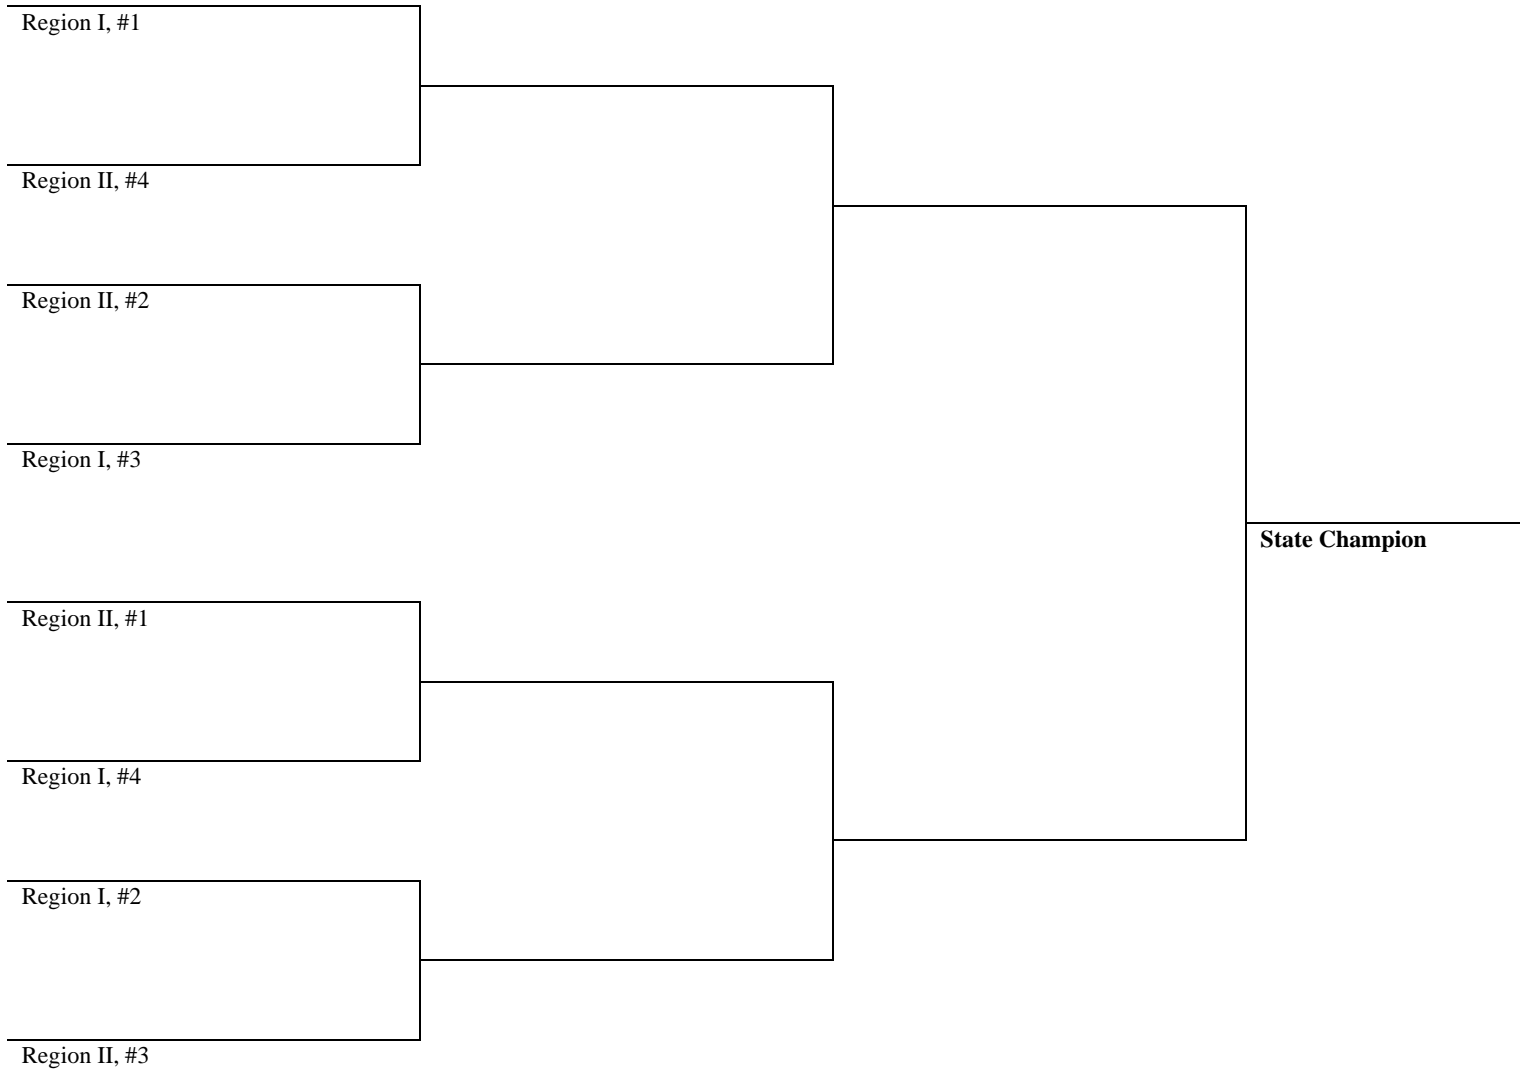 Region I, #1
Region II, #4
Region II, #2
Region I, #3
State Champion
Region II, #1
Region I, #4
Region I, #2
Region II, #3